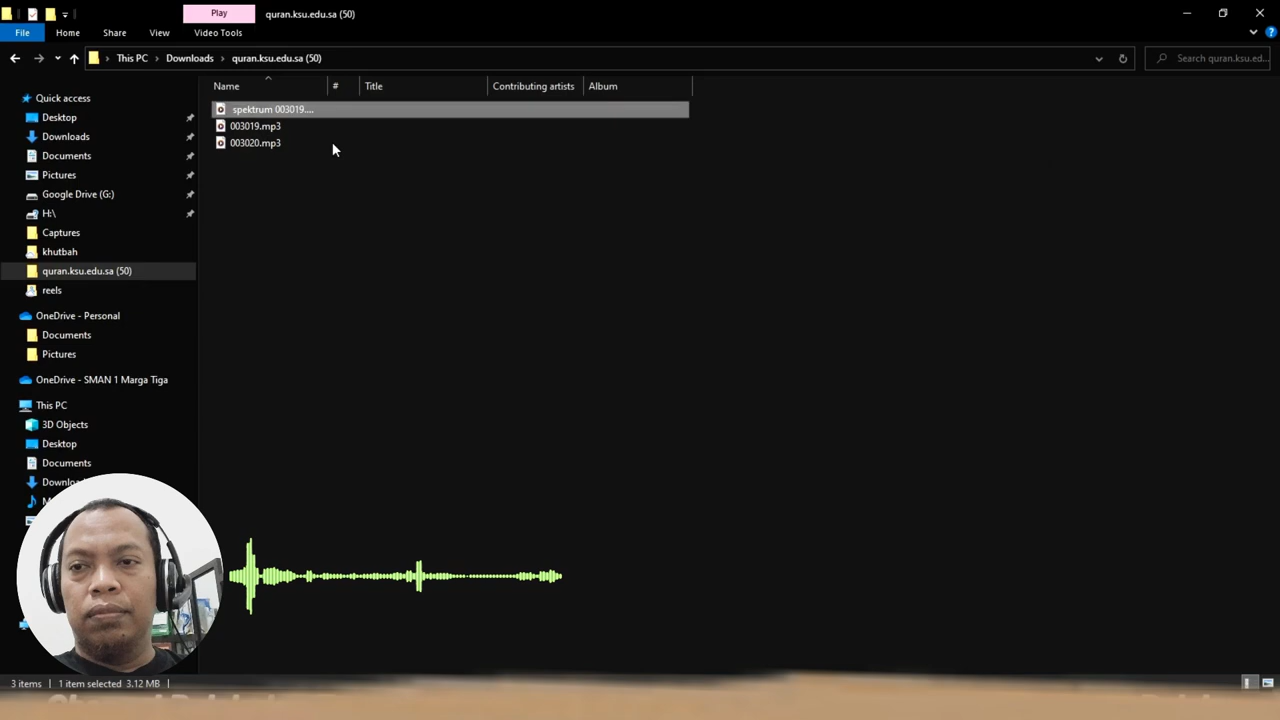 Play
quran.ksu.edu.sa (50)
File
Home
Share
View
Video Tools
This PC
Downloads
quran.ksu.edu.sa (50)
Search quran.ksu.ed...
Name
#
Title
Contributing artists
Album
Quick access
Desktop
Downloads
Documents
Pictures
Google Drive (G:)
H:\
Captures
khutbah
quran.ksu.edu.sa (50)
reels
OneDrive - Personal
Documents
Pictures
OneDrive - SMAN 1 Marga Tiga
This PC
3D Objects
Desktop
Documents
spektrum 003019....
003019.mp3
003020.mp3
3 items
1 item selected 3.12 MB